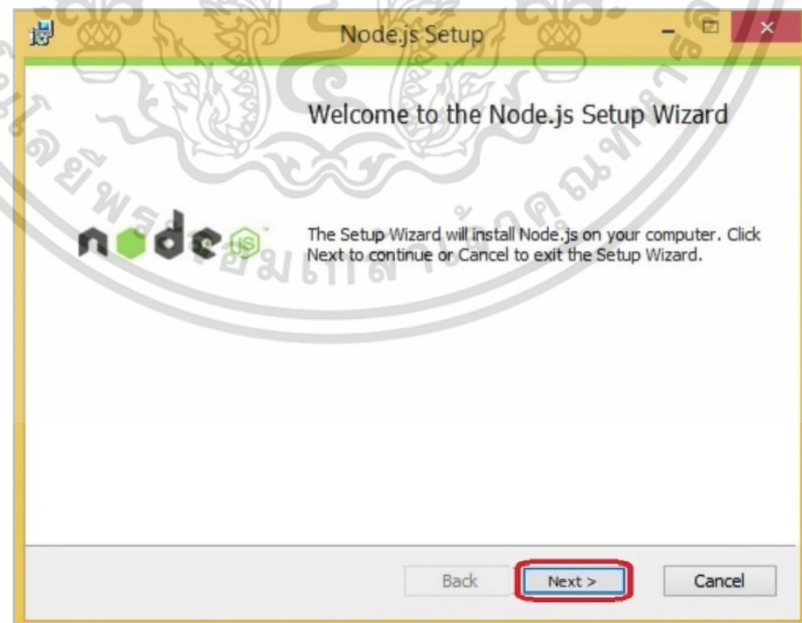 Node.js Setup
Welcome to the Node.js Setup Wizard
node JS
The Setup Wizard will install Node.js on your computer. Click
Next to continue or Cancel to exit the Setup Wizard.
Back Next > Cancel